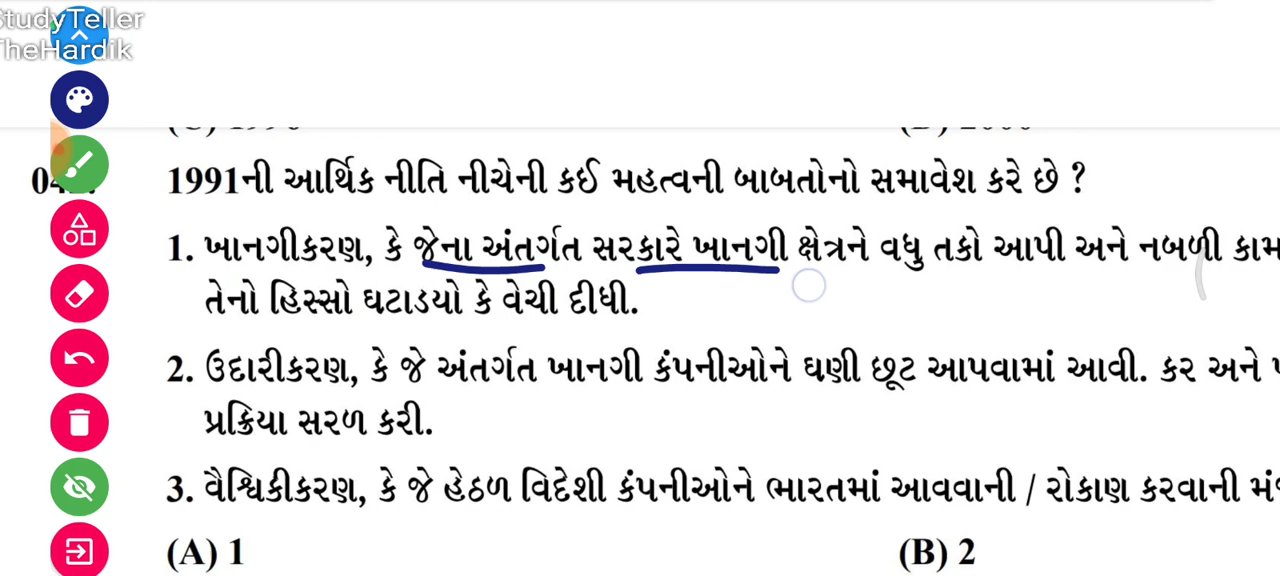 StudyTeller
TheHardik
1991ની આર્થિક નીતિ નીચેની કઈ મહત્વની બાબતોનો સમાવેશ કરે છે ?
1. ખાનગીકરણ, કે જેના અંતર્ગત સરકારે ખાનગી ક્ષેત્રને વધુ તકો આપી અને નબળી
તેનો હિસ્સો ઘટાડયો કે વેચી દીધી.
2. ઉદારીકરણ, કે જે અંતર્ગત ખાનગી કંપનીઓને ઘણી છૂટ આપવામાં આવી. કર અને
પ્રક્રિયા સરળ કરી.
3. વૈશ્વિકીકરણ, કે જે હેઠળ વિદેશી કંપનીઓને ભારતમાં આવવાની / રોકાણ કરવાની
(A) 1 (B) 2